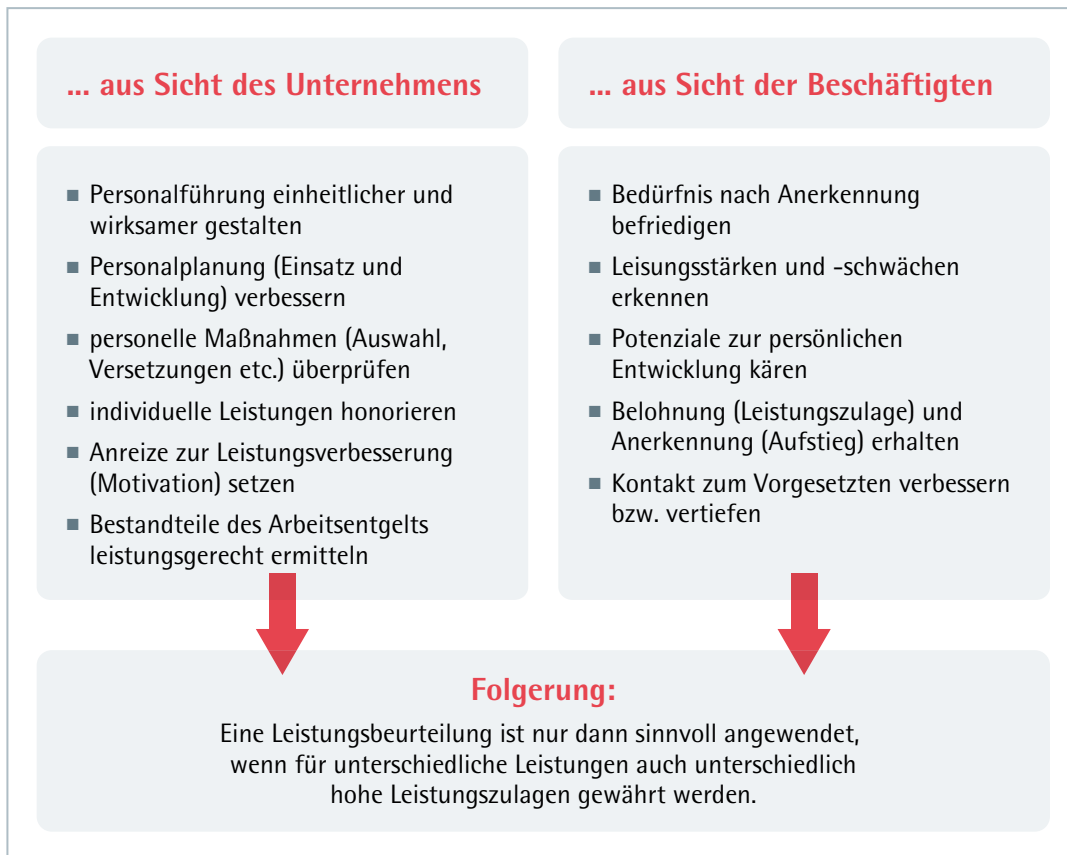 ... aus Sicht des Unternehmens
■ Personalführung einheitlicher und
wirksamer gestalten
■ Personalplanung (Einsatz und
Entwicklung) verbessern
■ personelle Maßnahmen (Auswahl,
Versetzungen etc.) überprüfen
■ individuelle Leistungen honorieren
■ Anreize zur Leistungsverbesserung
(Motivation) setzen
■ Bestandteile des Arbeitsentgelts
leistungsgerecht ermitteln
... aus Sicht der Beschäftigten
■ Bedürfnis nach Anerkennung
befriedigen
■ Leisungsstärken und -schwächen
erkennen
■ Potenziale zur persönlichen
Entwicklung kären
■ Belohnung (Leistungszulage) und
Anerkennung (Aufstieg) erhalten
■ Kontakt zum Vorgesetzten verbessern
bzw. vertiefen
Folgerung:
Eine Leistungsbeurteilung ist nur dann sinnvoll angewendet,
wenn für unterschiedliche Leistungen auch unterschiedlich
hohe Leistungszulagen gewährt werden.